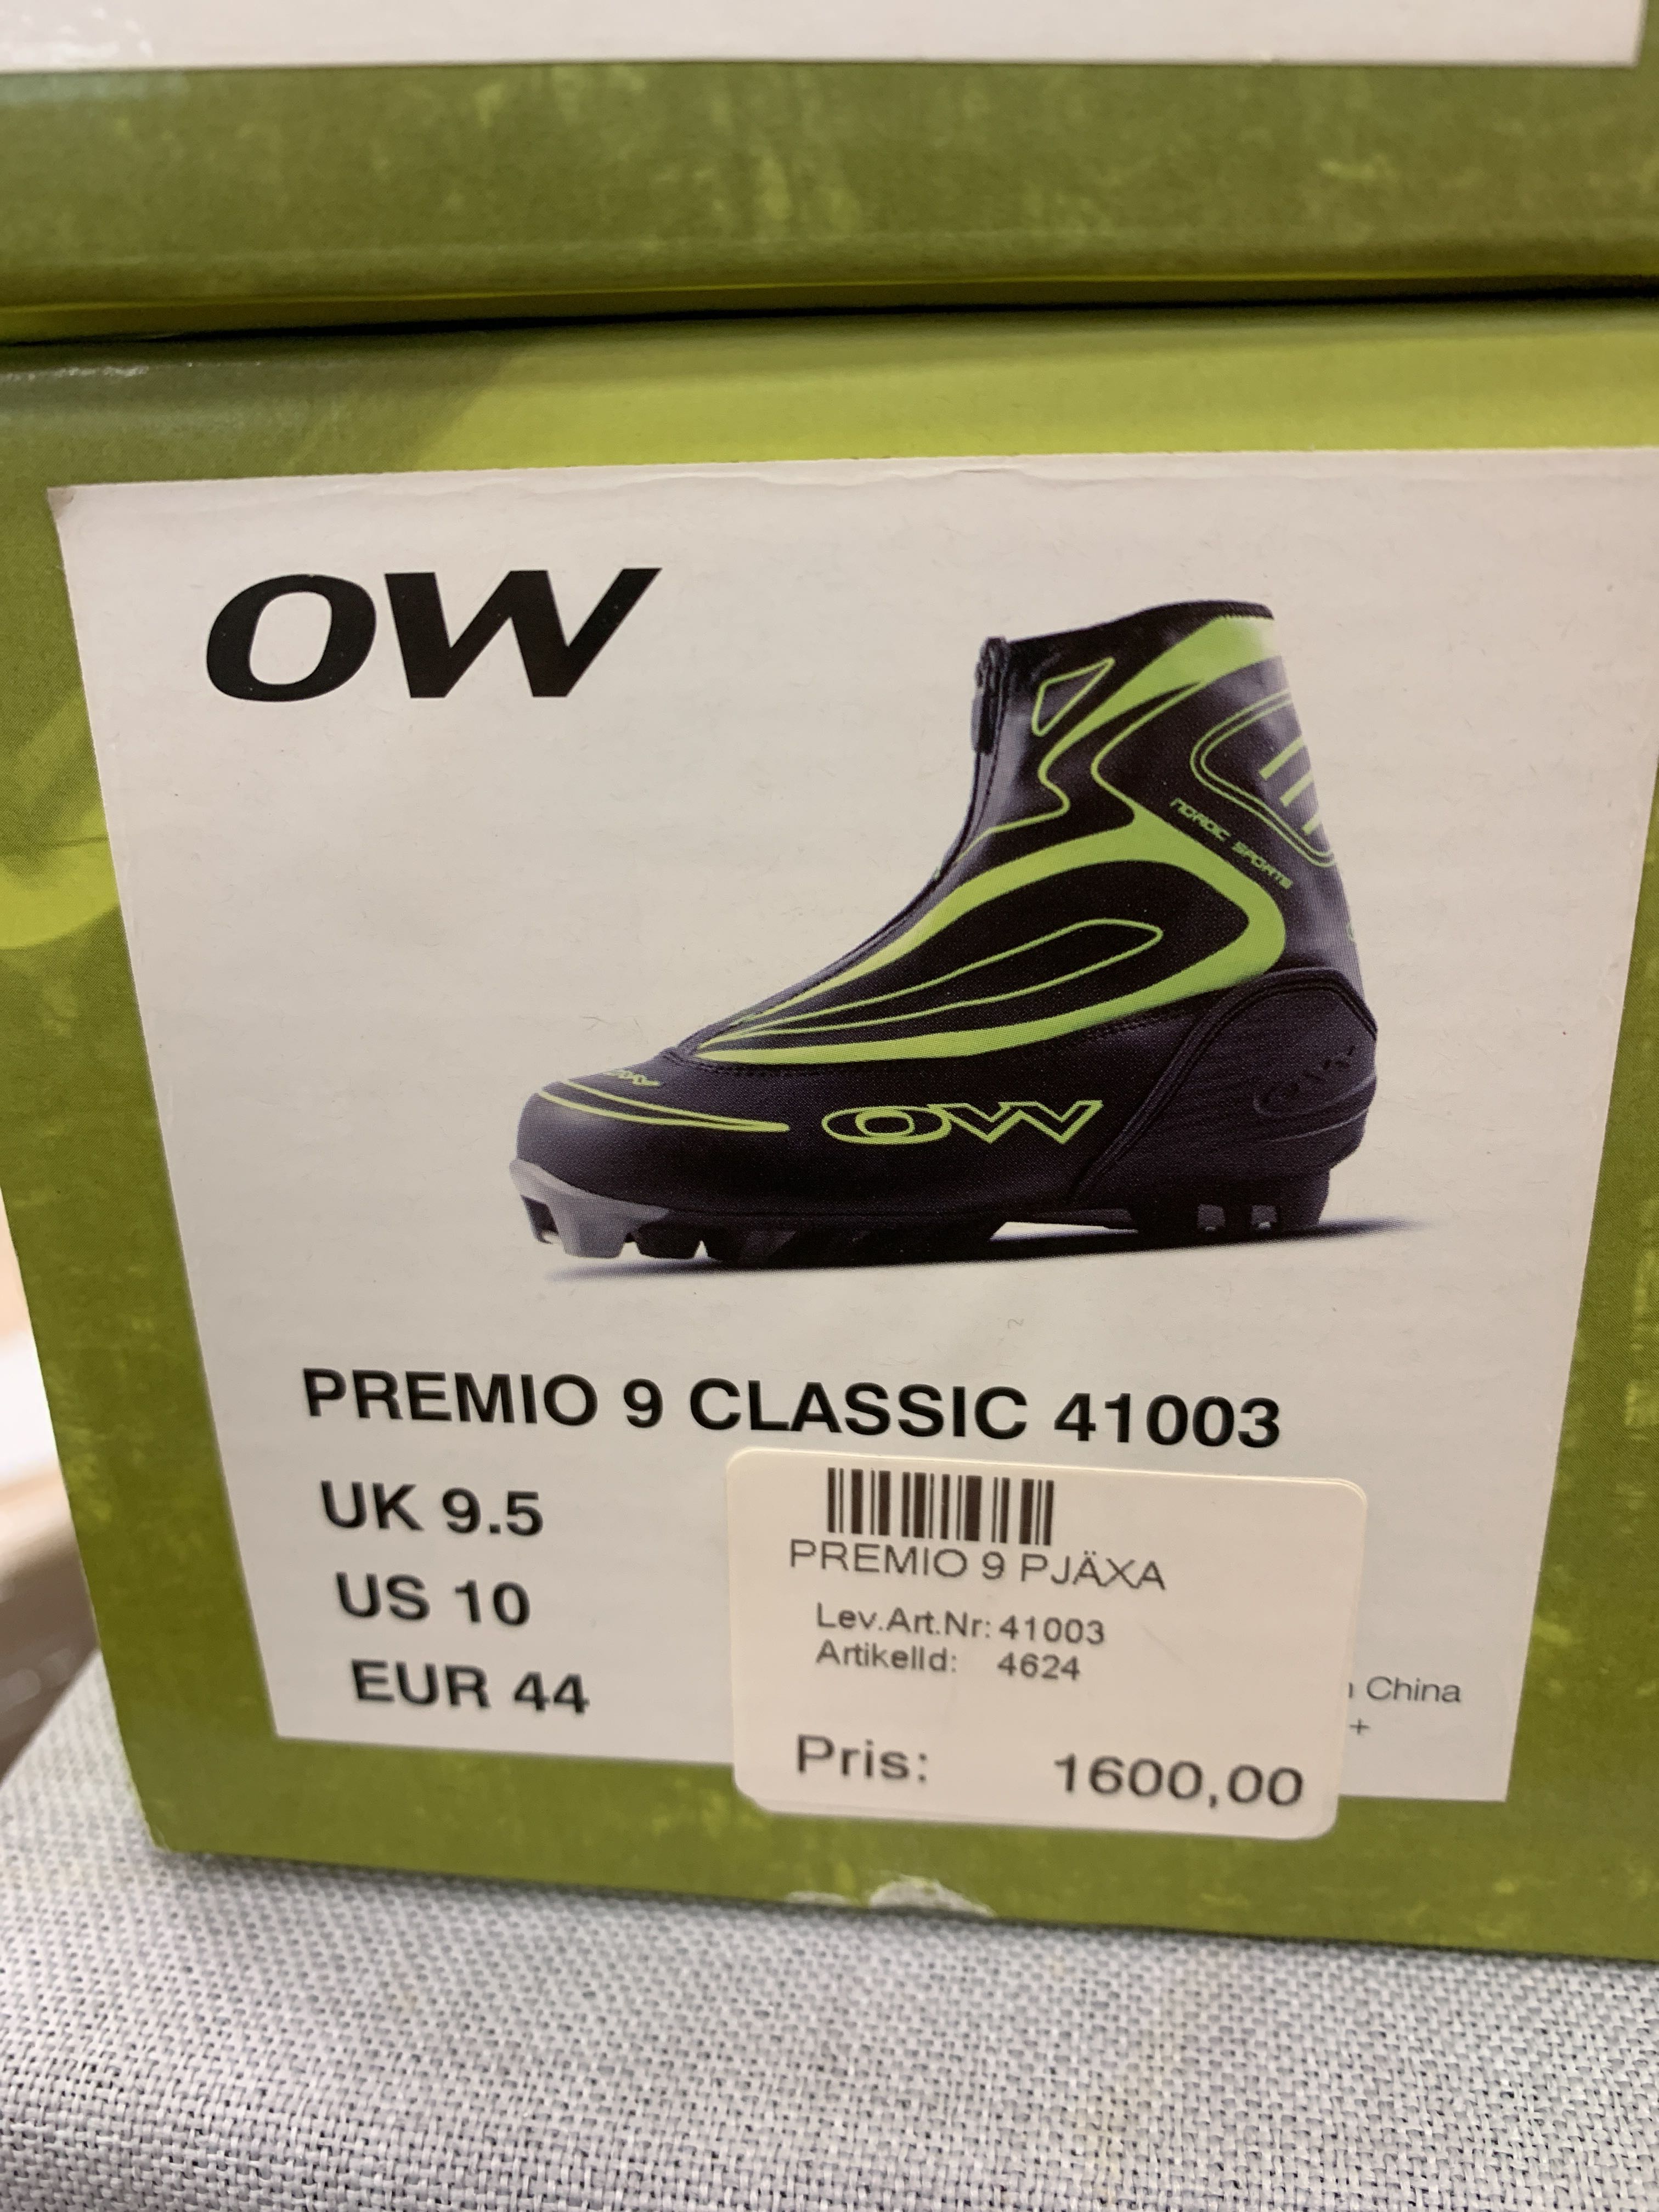 OW
NORDIC SPORTS
OW
PREMIO 9 CLASSIC 41003
UK 9.5
US 10
EUR 44
PREMIO 9 PJÄXA
Lev.Art.Nr: 41003
ArtikelId: 4624
Pris: 1600,00
China
+